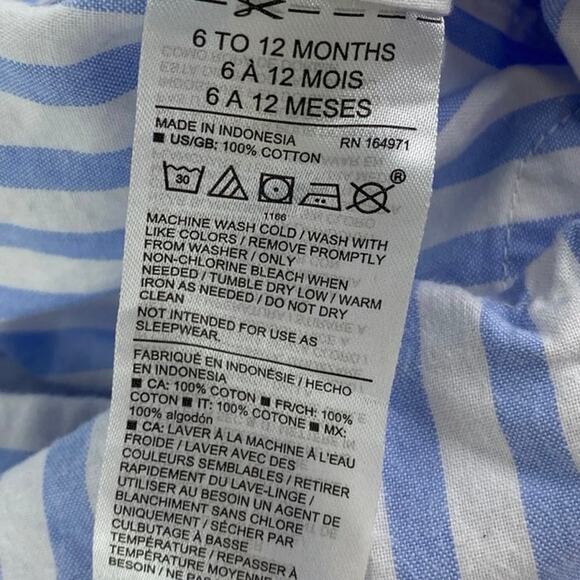 6 TO 12 MONTHS
6 À 12 MOIS
6 A 12 MESES
MADE IN INDONESIA RN 164971
■ US/GB: 100% COTTON
30
®
1166
MACHINE WASH COLD / WASH WITH
LIKE COLORS / REMOVE PROMPTLY
FROM WASHER / ONLY
NON-CHLORINE BLEACH WHEN
NEEDED / TUMBLE DRY LOW / WARM
IRON AS NEEDED / DO NOT DRY
CLEAN
NOT INTENDED FOR USE AS
SLEEPWEAR.
FABRIQUÉ EN INDONÉSIE / HECHO
EN INDONESIA
■ CA: 100% COTON ■ FR/CH: 100%
COTON ■ IT: 100% COTONE ■ MX:
100% algodón
■ CA: LAVER À LA MACHINE À L'EAU
FROIDE / LAVER AVEC DES
COULEURS SEMBLABLES / RETIRER
RAPIDEMENT DU LAVE-LINGE /
UTILISER AU BESOIN UN AGENT DE
BLANCHIMENT SANS CHLORE
UNIQUEMENT / SÉCHER PAR
CULBUTAGE À BASSE
TEMPÉRATURE / REPASSER À
TEMPÉRATURE MOYENNE
BESOIN / NE PAS